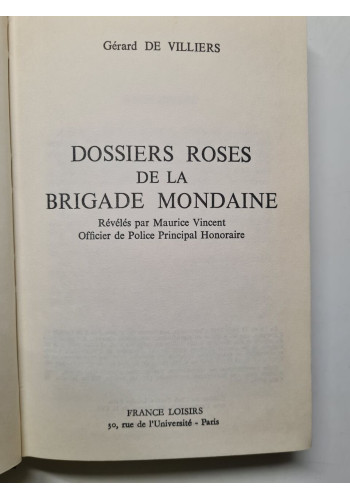 Gérard DE VILLIERS
DOSSIERS ROSES
DE LA
BRIGADE MONDAINE
Révélés par Maurice Vincent
Officier de Police Principal Honoraire
FRANCE LOISIRS
50, rue de l'Université - Paris